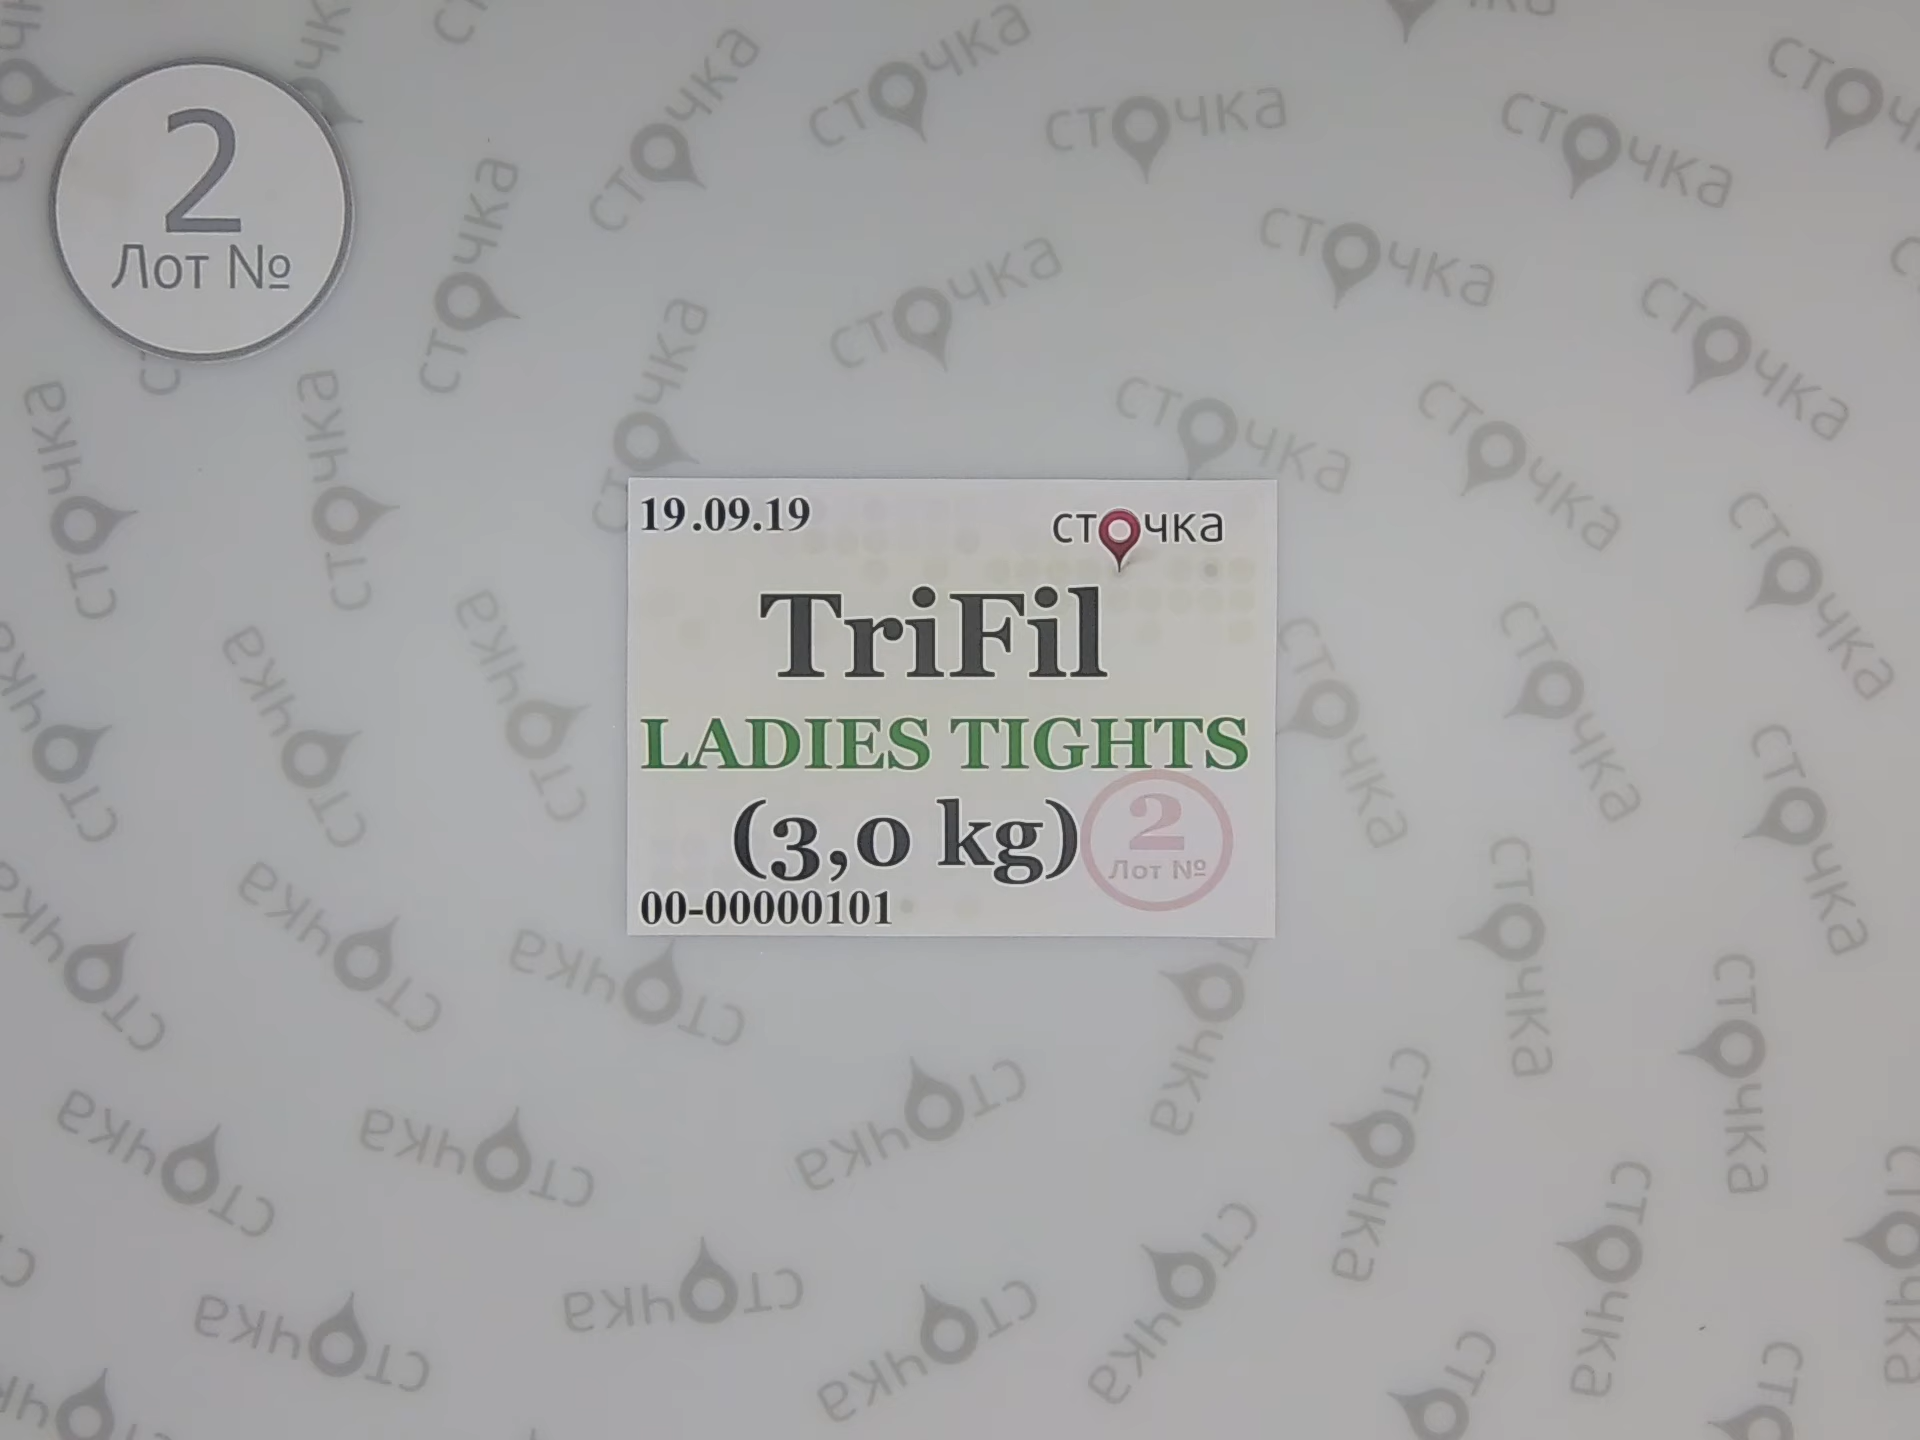 2
Лот №
19.09.19
сточка
TriFil
LADIES TIGHTS
(3,0 kg)
2
Лот №
00-00000101